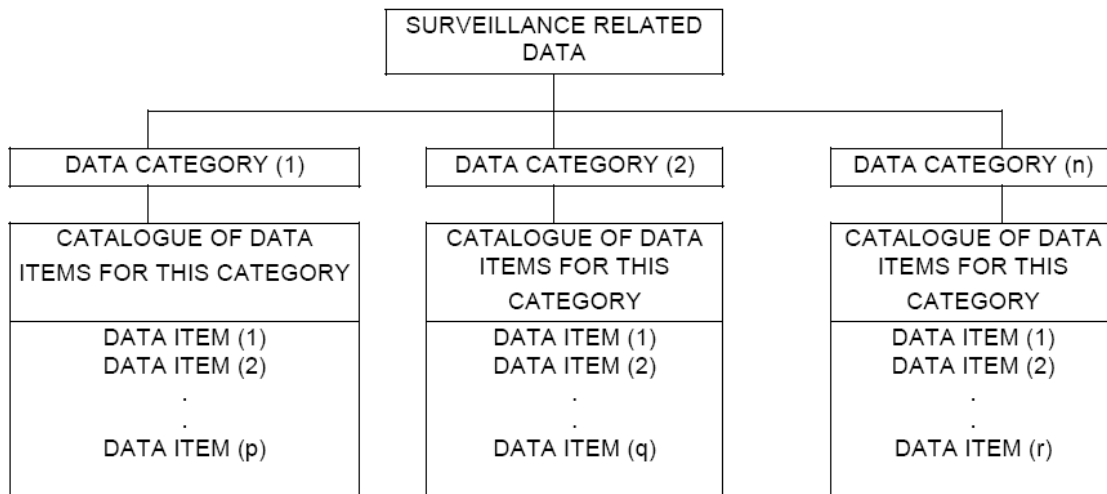 SURVEILLANCE RELATED
DATA
DATA CATEGORY (1)
DATA CATEGORY (2)
DATA CATEGORY (n)
CATALOGUE OF DATA
ITEMS FOR THIS CATEGORY
DATA ITEM (1)
DATA ITEM (2)
.
.
DATA ITEM (p)
CATALOGUE OF DATA
ITEMS FOR THIS
CATEGORY
DATA ITEM (1)
DATA ITEM (2)
.
.
DATA ITEM (q)
CATALOGUE OF DATA
ITEMS FOR THIS
CATEGORY
DATA ITEM (1)
DATA ITEM (2)
.
.
DATA ITEM (r)